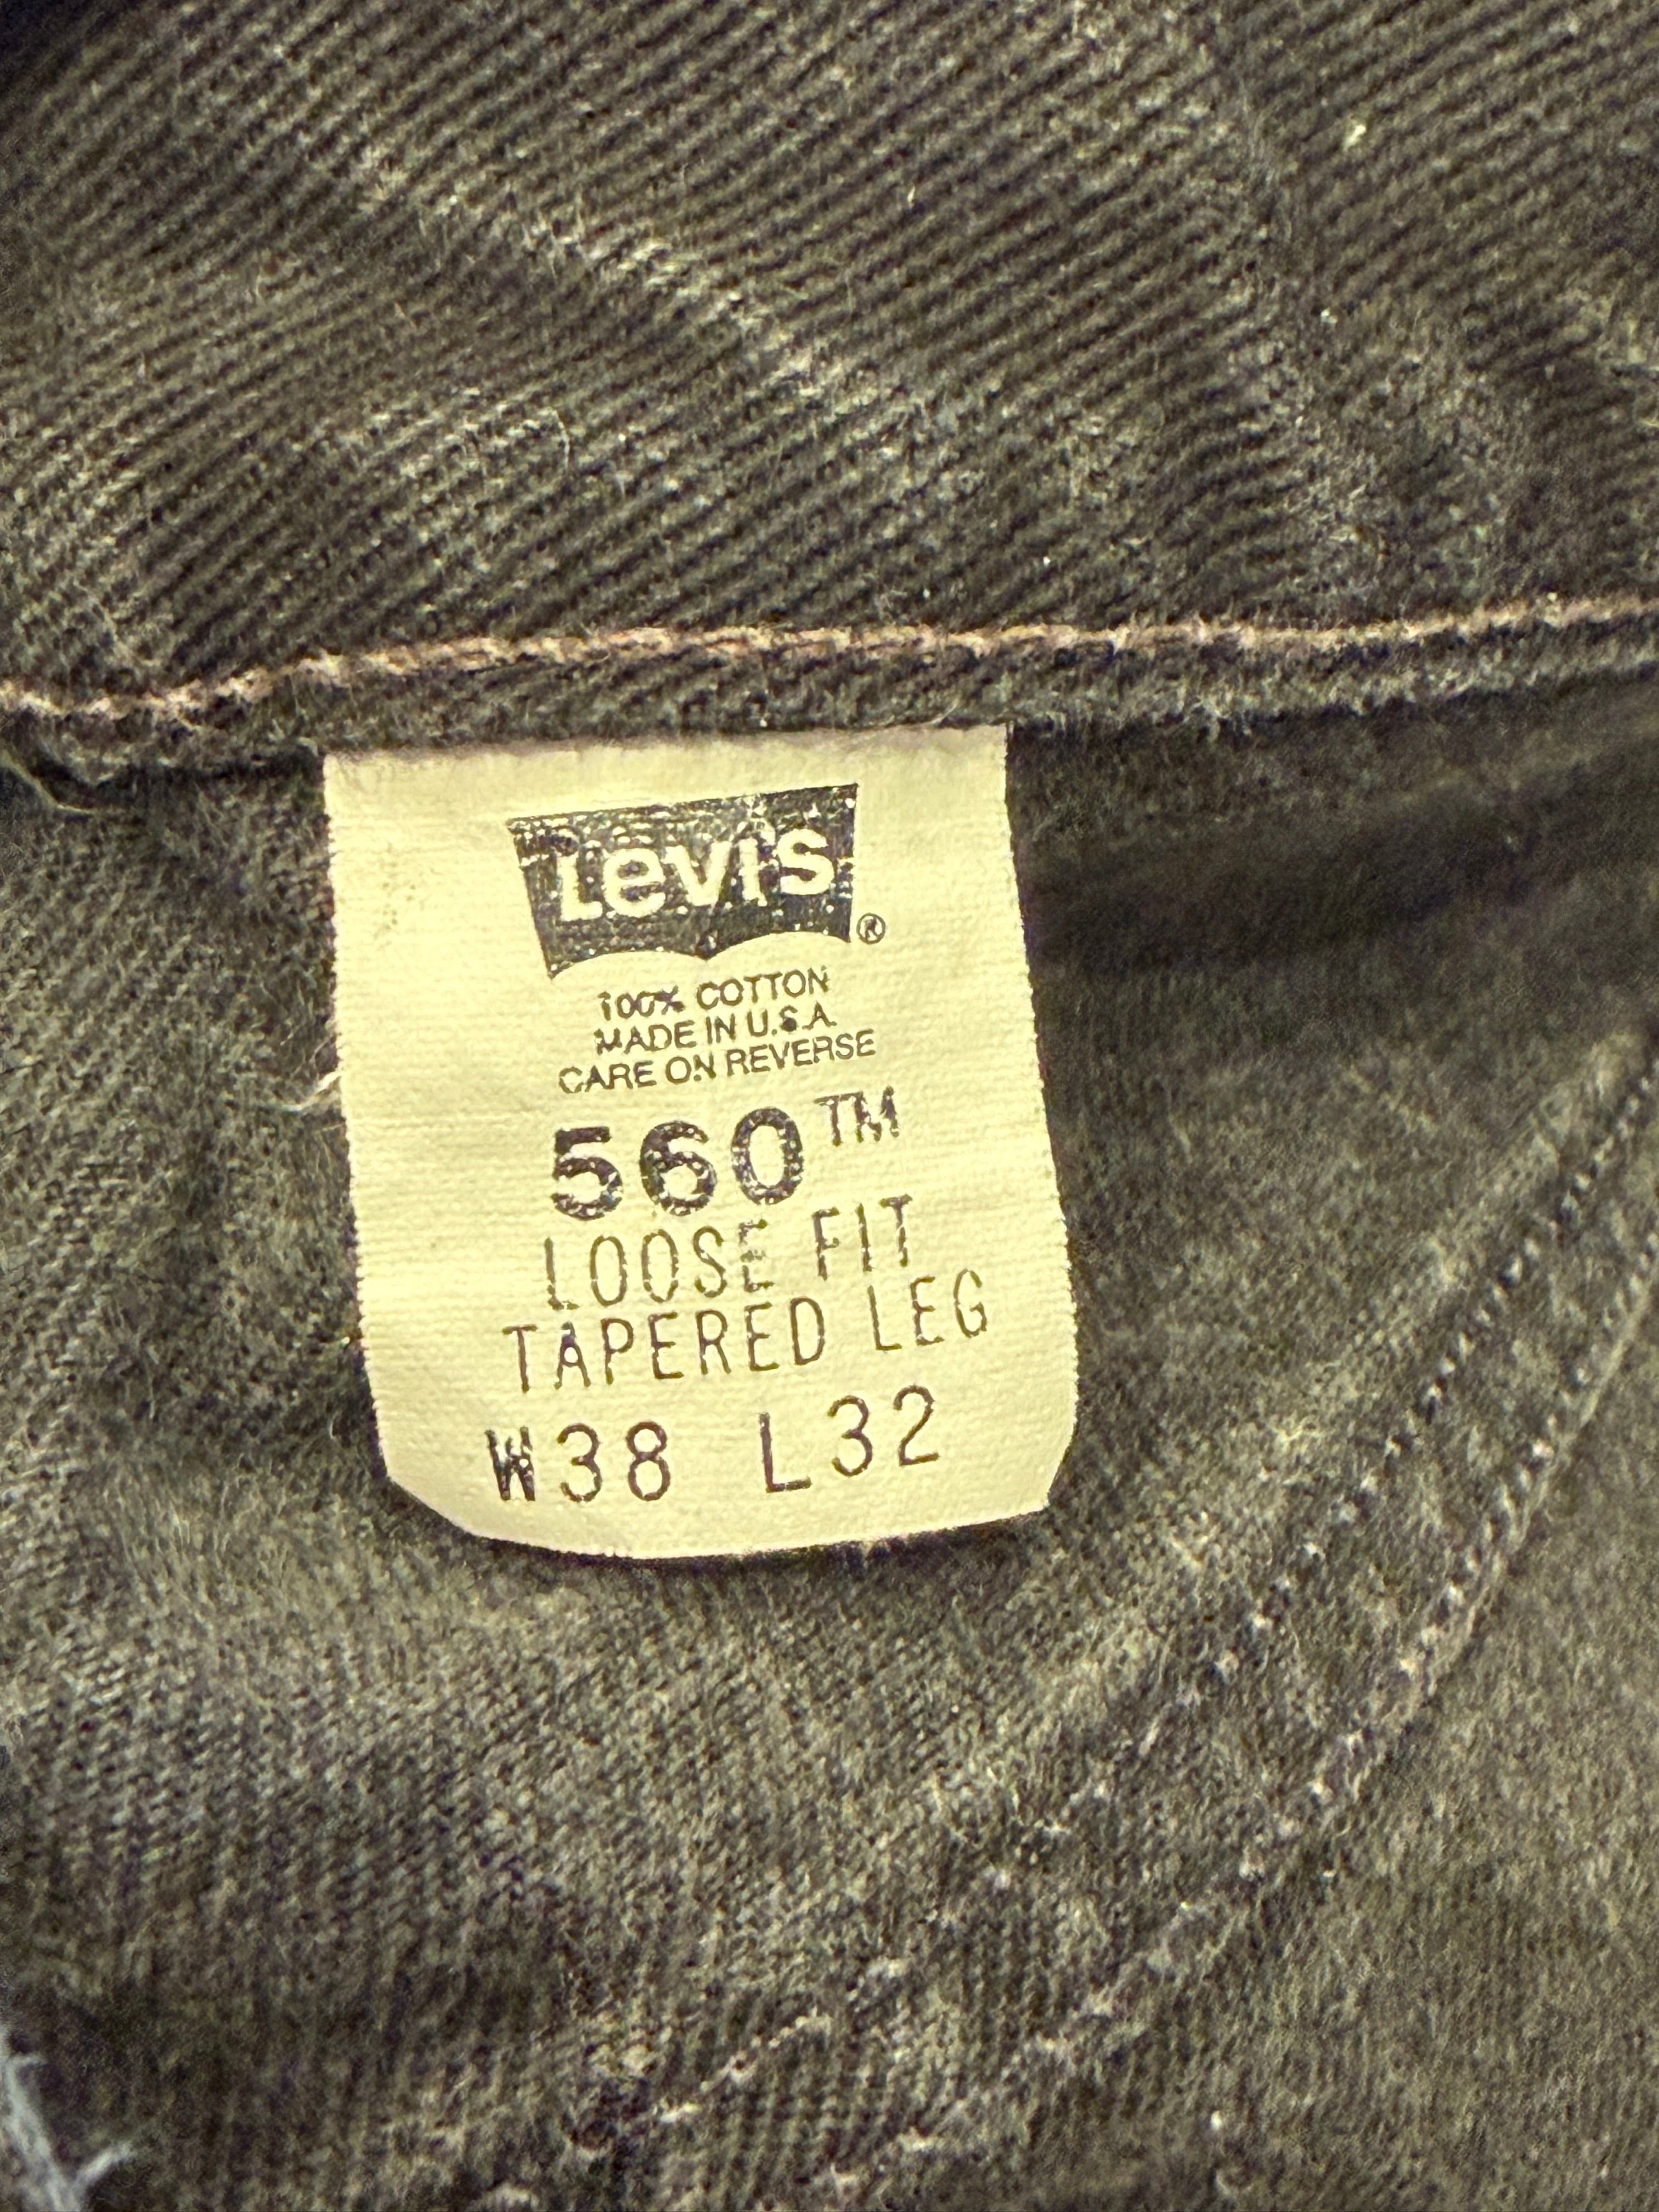 Levi's ®
100% COTTON
MADE IN U.S.A.
CARE ON REVERSE
560™
LOOSE FIT
TAPERED LEG
W38 L32